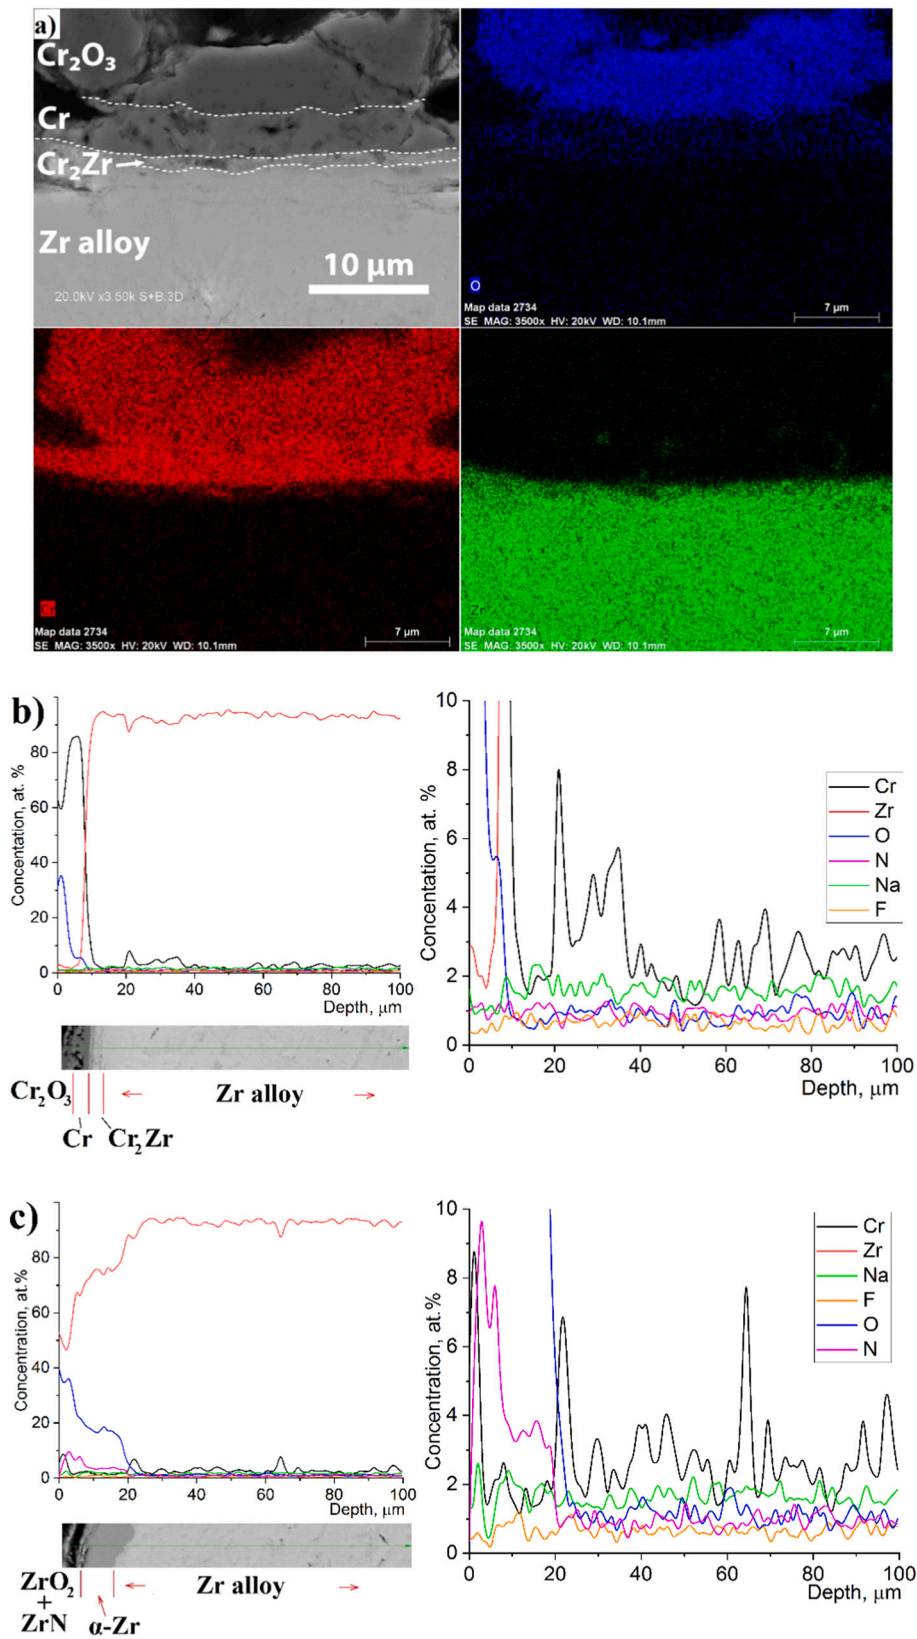 a)
Cr₂O₃
Cr
Cr₂Zr
Zr alloy
10 μm
20.0kV x3.50k S+B.3D
O
Map data 2734
SE MAG: 3500x HV: 20kV WD: 10.1mm
7 μm
Cr
Map data 2734
SE MAG: 3500x HV: 20kV WD: 10.1mm
7 μm
Zr
Map data 2734
SE MAG: 3500x HV: 20kV WD: 10.1mm
7 μm
b)
Concentation, at. %
80
60
40
20
0
0 20 40 60 80 100
Depth, μm
Cr₂O₃
Cr
Cr₂Zr
Zr alloy
Concentation, at. %
10
8
6
4
2
0
0 20 40 60 80 100
Depth, μm
Cr
Zr
O
N
Na
F
c)
Concentration, at.%
80
60
40
20
0
0 20 40 60 80 100
Depth, μm
ZrO₂
+
ZrN
α-Zr
Zr alloy
Concentration, at.%
10
8
6
4
2
0
0 20 40 60 80 100
Depth, μm
Cr
Zr
Na
F
O
N